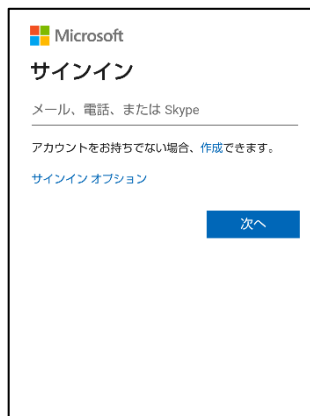 Microsoft
サインイン
メール、電話、または Skype
アカウントをお持ちでない場合、作成できます。
サインイン オプション
次へ